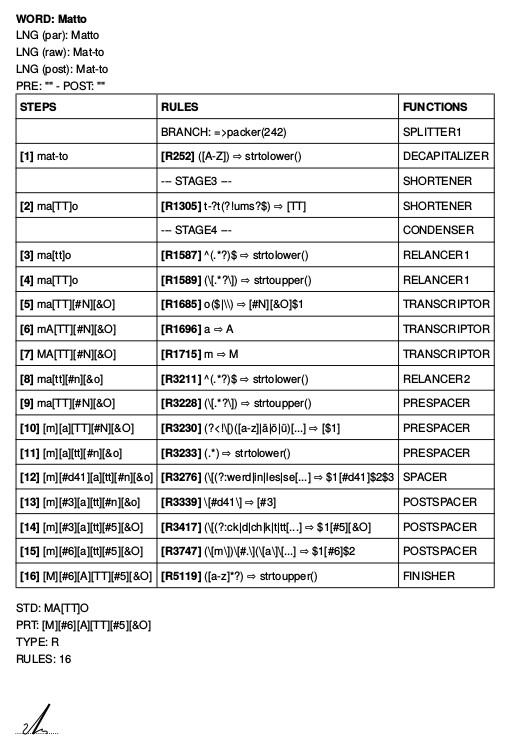 WORD: Matto
LNG (par): Matto
LNG (raw): Mat-to
LNG (post): Mat-to
PRE: "" - POST: ""
STEPS RULES FUNCTIONS
BRANCH: =>packer(242) SPLITTER1
[1] mat-to [R252] ([A-Z]) ⇨ strtolower() DECAPITALIZER
--- STAGE3 --- SHORTENER
[2] ma[TT]o [R1305] t-?t(?!ums?$) ⇨ [TT] SHORTENER
--- STAGE4 --- CONDENSER
[3] ma[tt]o [R1587] ^(.*?)$ ⇨ strtolower() RELANCER1
[4] ma[TT]o [R1589] (\[.*?\]) ⇨ strtoupper() RELANCER1
[5] ma[TT][#N][&O] [R1685] o($|\\) ⇨ [#N][&O]$1 TRANSCRIPTOR
[6] mA[TT][#N][&O] [R1696] a ⇨ A TRANSCRIPTOR
[7] MA[TT][#N][&O] [R1715] m ⇨ M TRANSCRIPTOR
[8] ma[tt][#n][&o] [R3211] ^(.*?)$ ⇨ strtolower() RELANCER2
[9] ma[TT][#N][&O] [R3228] (\[.*?\]) ⇨ strtoupper() PRESPACER
[10] [m][a][TT][#N][&O] [R3230] (?<!\[)([a-z]|ä|ö|ü)[...] ⇨ [$1] PRESPACER
[11] [m][a][tt][#n][&o] [R3233] (.*) ⇨ strtolower() PRESPACER
[12] [m][#d41][a][tt][#n][&o] [R3276] (\[(?:werd|in|les|se[...] ⇨ $1[#d41]$2$3 SPACER
[13] [m][#3][a][tt][#n][&o] [R3339] \[#d41\] ⇨ [#3] POSTSPACER
[14] [m][#3][a][tt][#5][&O] [R3417] (\[(?:ck|d|ch|k|t|tt[...] ⇨ $1[#5][&O] POSTSPACER
[15] [m][#6][a][tt][#5][&O] [R3747] (\[m\])\[#.\](\[a\]\[...] ⇨ $1[#6]$2 POSTSPACER
[16] [M][#6][A][TT][#5][&O] [R5119] ([a-z]*?) ⇨ strtoupper() FINISHER
STD: MA[TT]O
PRT: [M][#6][A][TT][#5][&O]
TYPE: R
RULES: 16